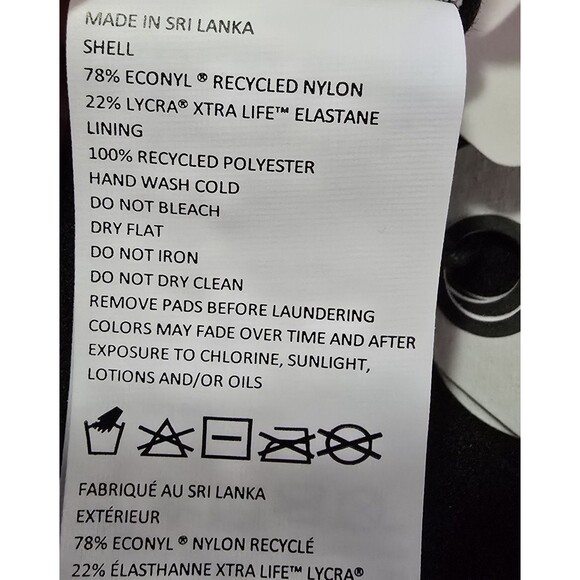 MADE IN SRI LANKA
SHELL
78% ECONYL ® RECYCLED NYLON
22% LYCRA® XTRA LIFE™ ELASTANE
LINING
100% RECYCLED POLYESTER
HAND WASH COLD
DO NOT BLEACH
DRY FLAT
DO NOT IRON
DO NOT DRY CLEAN
REMOVE PADS BEFORE LAUNDERING
COLORS MAY FADE OVER TIME AND AFTER
EXPOSURE TO CHLORINE, SUNLIGHT,
LOTIONS AND/OR OILS
FABRIQUÉ AU SRI LANKA
EXTÉRIEUR
78% ECONYL ® NYLON RECYCLÉ
22% ÉLASTHANNE XTRA LIFE™ LYCRA®